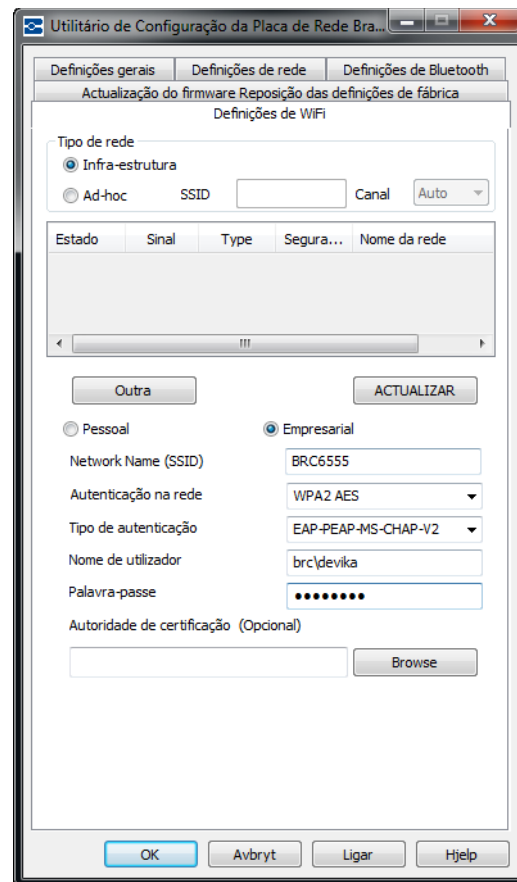 Utilitário de Configuração da Placa de Rede Bra...
Definições gerais Definições de rede Definições de Bluetooth
Actualização do firmware Reposição das definições de fábrica
Definições de WiFi
Tipo de rede
Infra-estrutura
Ad-hoc SSID Canal Auto
Estado Sinal Type Segura... Nome da rede
Outra ACTUALIZAR
Pessoal Empresarial
Network Name (SSID) BRC6555
Autenticação na rede WPA2 AES
Tipo de autenticação EAP-PEAP-MS-CHAP-V2
Nome de utilizador brc\devika
Palavra-passe ••••••••
Autoridade de certificação (Opcional)
Browse
OK Avbryt Ligar Hjelp